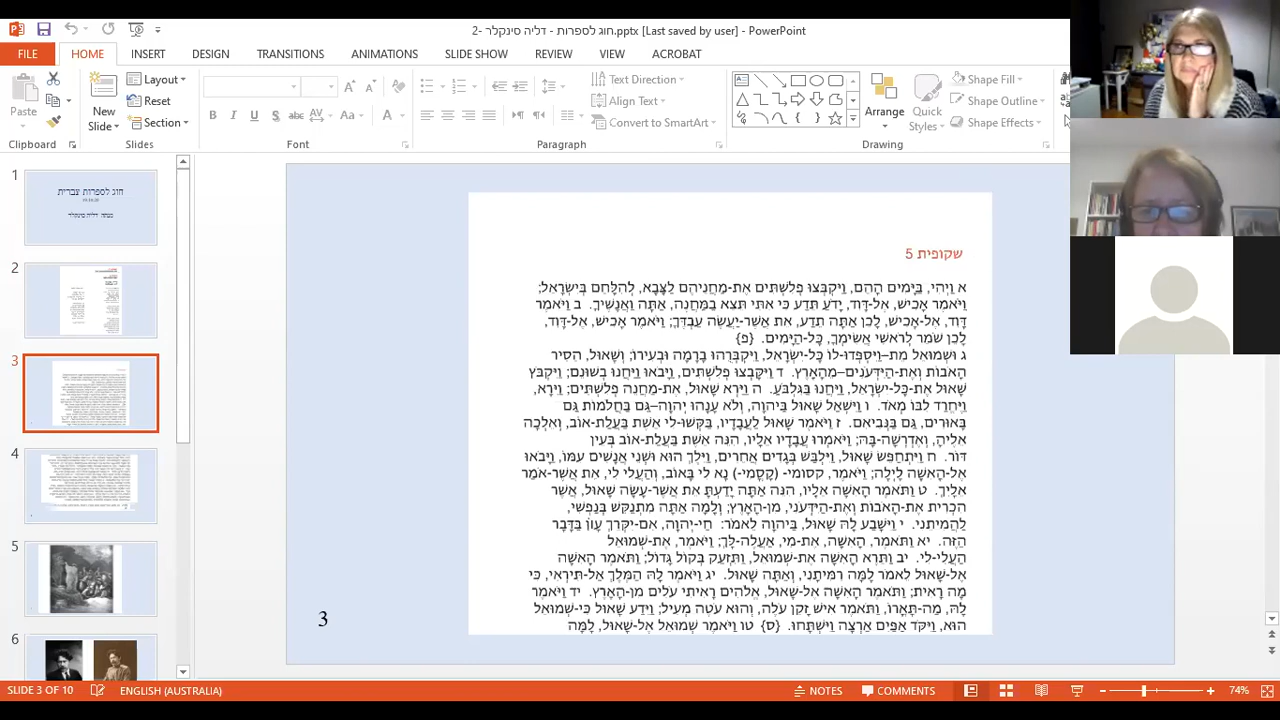 2- חוג לספרות - דליה סינקלר.pptx [Last saved by user] - PowerPoint
FILE HOME INSERT DESIGN TRANSITIONS ANIMATIONS SLIDE SHOW REVIEW VIEW ACROBAT
Paste
New Slide
Layout
Reset
Section
Text Direction
Align Text
Convert to SmartArt
Arrange
Quick Styles
Shape Fill
Shape Outline
Shape Effects
Clipboard Slides Font Paragraph Drawing
1
חוג לספרות עברית
2
3
4
5
6
שקופית 5
א וַיְהִי, בַּיָּמִים הָהֵם, וַיִּקְבְּצוּ פְלִשְׁתִּים אֶת-מַחֲנֵיהֶם לַצָּבָא, לְהִלָּחֵם בְּיִשְׂרָאֵל;
וַיֹּאמֶר אָכִישׁ, אֶל-דָּוִד, יָדֹעַ תֵּדַע כִּי אִתִּי תֵּצֵא בַמַּחֲנֶה, אַתָּה וַאֲנָשֶׁיךָ. ב וַיֹּאמֶר
דָּוִד, אֶל-אָכִישׁ, לָכֵן אַתָּה תֵדַע, אֵת אֲשֶׁר-יַעֲשֶׂה עַבְדֶּךָ; וַיֹּאמֶר אָכִישׁ, אֶל-דָּוִד,
לָכֵן שֹׁמֵר לְרֹאשִׁי אֲשִׂימְךָ, כָּל-הַיָּמִים. {פ}
ג וּשְׁמוּאֵל מֵת--וַיִּסְפְּדוּ-לוֹ כָּל-יִשְׂרָאֵל, וַיִּקְבְּרֻהוּ בָרָמָה וּבְעִירוֹ; וְשָׁאוּל, הֵסִיר
הָאֹבוֹת וְאֶת-הַיִּדְּעֹנִים--מֵהָאָרֶץ. ד וַיִּקָּבְצוּ פְלִשְׁתִּים, וַיָּבֹאוּ וַיַּחֲנוּ בְשׁוּנֵם; וַיִּקְבֹּץ
שָׁאוּל אֶת-כָּל-יִשְׂרָאֵל, וַיַּחֲנוּ בַּגִּלְבֹּעַ. ה וַיַּרְא שָׁאוּל, אֶת-מַחֲנֵה פְלִשְׁתִּים; וַיִּרָא,
וַיֶּחֱרַד לִבּוֹ מְאֹד. ו וַיִּשְׁאַל שָׁאוּל בַּיהוָה, וְלֹא עָנָהוּ יְהוָה--גַּם בַּחֲלֹמוֹת גַּם
בָּאוּרִים, גַּם בַּנְּבִיאִם. ז וַיֹּאמֶר שָׁאוּל לַעֲבָדָיו, בַּקְּשׁוּ-לִי אֵשֶׁת בַּעֲלַת-אוֹב, וְאֵלְכָה
אֵלֶיהָ, וְאֶדְרְשָׁה-בָּהּ; וַיֹּאמְרוּ עֲבָדָיו אֵלָיו, הִנֵּה אֵשֶׁת בַּעֲלַת-אוֹב בְּעֵין
דּוֹר. ח וַיִּתְחַפֵּשׂ שָׁאוּל, וַיִּלְבַּשׁ בְּגָדִים אֲחֵרִים, וַיֵּלֶךְ הוּא וּשְׁנֵי אֲנָשִׁים עִמּוֹ, וַיָּבֹאוּ
אֶל-הָאִשָּׁה לָיְלָה; וַיֹּאמֶר, קסומי- (קָסֳמִי-) נָא לִי בָּאוֹב, וְהַעֲלִי לִי, אֵת אֲשֶׁר-אֹמַר
אֵלָיִךְ. ט וַתֹּאמֶר הָאִשָּׁה אֵלָיו, הִנֵּה אַתָּה יָדַעְתָּ אֵת אֲשֶׁר-עָשָׂה שָׁאוּל, אֲשֶׁר
הִכְרִית אֶת-הָאֹבוֹת וְאֶת-הַיִּדְּעֹנִי, מִן-הָאָרֶץ; וְלָמָה אַתָּה מִתְנַקֵּשׁ בְּנַפְשִׁי,
לַהֲמִיתֵנִי. י וַיִּשָּׁבַע לָהּ שָׁאוּל, בַּיהוָה לֵאמֹר: חַי-יְהוָה, אִם-יִקְּרֵךְ עָוֺן בַּדָּבָר
הַזֶּה. יא וַתֹּאמֶר, הָאִשָּׁה, אֶת-מִי, אַעֲלֶה-לָּךְ; וַיֹּאמֶר, אֶת-שְׁמוּאֵל
הַעֲלִי-לִי. יב וַתֵּרֶא הָאִשָּׁה אֶת-שְׁמוּאֵל, וַתִּזְעַק בְּקוֹל גָּדוֹל; וַתֹּאמֶר הָאִשָּׁה
אֶל-שָׁאוּל לֵאמֹר לָמָּה רִמִּיתָנִי, וְאַתָּה שָׁאוּל. יג וַיֹּאמֶר לָהּ הַמֶּלֶךְ אַל-תִּירְאִי, כִּי
מָה רָאִית; וַתֹּאמֶר הָאִשָּׁה אֶל-שָׁאוּל, אֱלֹהִים רָאִיתִי עֹלִים מִן-הָאָרֶץ. יד וַיֹּאמֶר
לָהּ, מַה-תָּאֳרוֹ, וַתֹּאמֶר אִישׁ זָקֵן עֹלֶה, וְהוּא עֹטֶה מְעִיל; וַיֵּדַע שָׁאוּל כִּי-שְׁמוּאֵל
הוּא, וַיִּקֹּד אַפַּיִם אַרְצָה וַיִּשְׁתָּחוּ. {ס} טו וַיֹּאמֶר שְׁמוּאֵל אֶל-שָׁאוּל, לָמָּה
3
SLIDE 3 OF 10 ENGLISH (AUSTRALIA) NOTES COMMENTS 74%